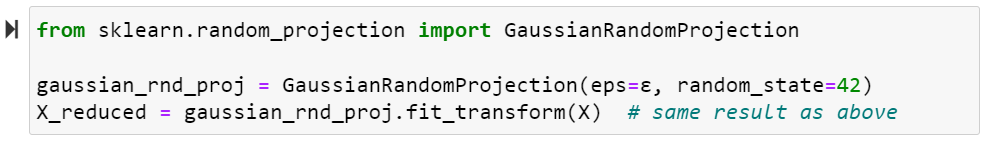 from sklearn.random_projection import GaussianRandomProjection
gaussian_rnd_proj = GaussianRandomProjection(eps=ε, random_state=42)
X_reduced = gaussian_rnd_proj.fit_transform(X)  # same result as above